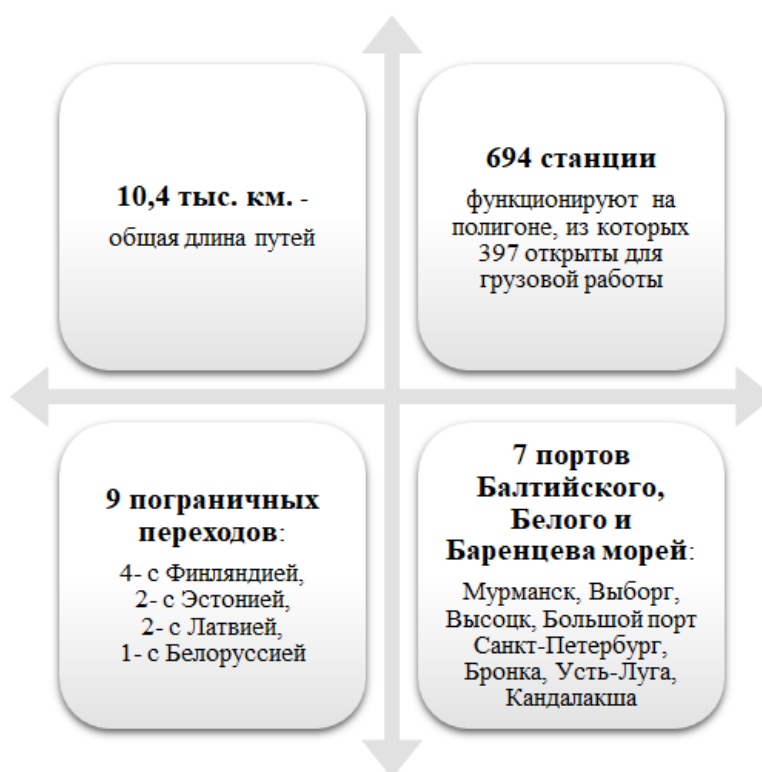 10,4 тыс. км. -
общая длина путей
694 станции
функционируют на
полигоне, из которых
397 открыты для
грузовой работы
9 пограничных
переходов:
4- с Финляндией,
2- с Эстонией,
2- с Латвией,
1- с Белоруссией
7 портов
Балтийского,
Белого и
Баренцева морей:
Мурманск, Выборг,
Высоцк, Большой порт
Санкт-Петербург,
Бронка, Усть-Луга,
Кандалакша